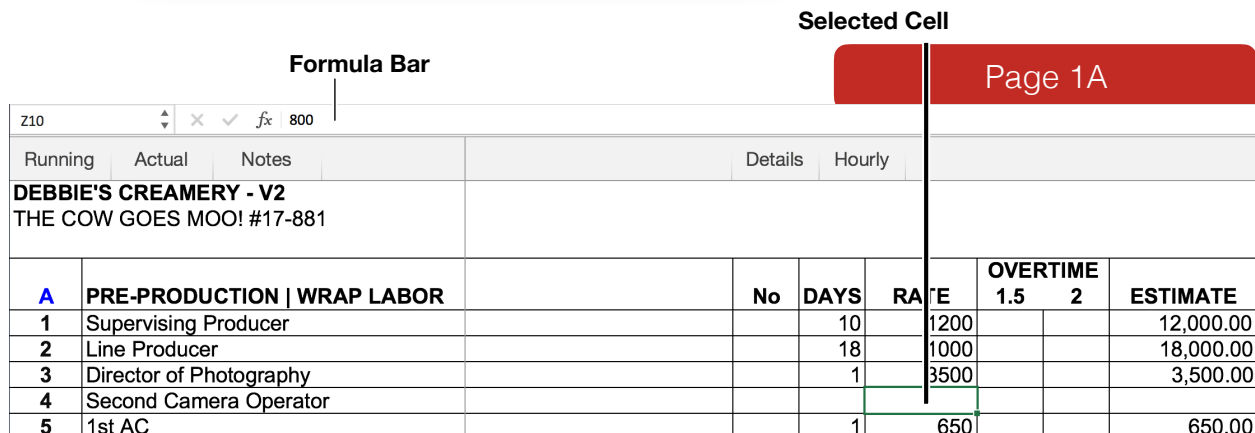 Selected Cell
Formula Bar
Page 1A
Z10 fx 800
Running Actual Notes Details Hourly
DEBBIE'S CREAMERY - V2
THE COW GOES MOO! #17-881
OVERTIME
A PRE-PRODUCTION | WRAP LABOR No DAYS RATE 1.5 2 ESTIMATE
1 Supervising Producer 10 1200 12,000.00
2 Line Producer 18 1000 18,000.00
3 Director of Photography 1 3500 3,500.00
4 Second Camera Operator
5 1st AC 1 650 650.00